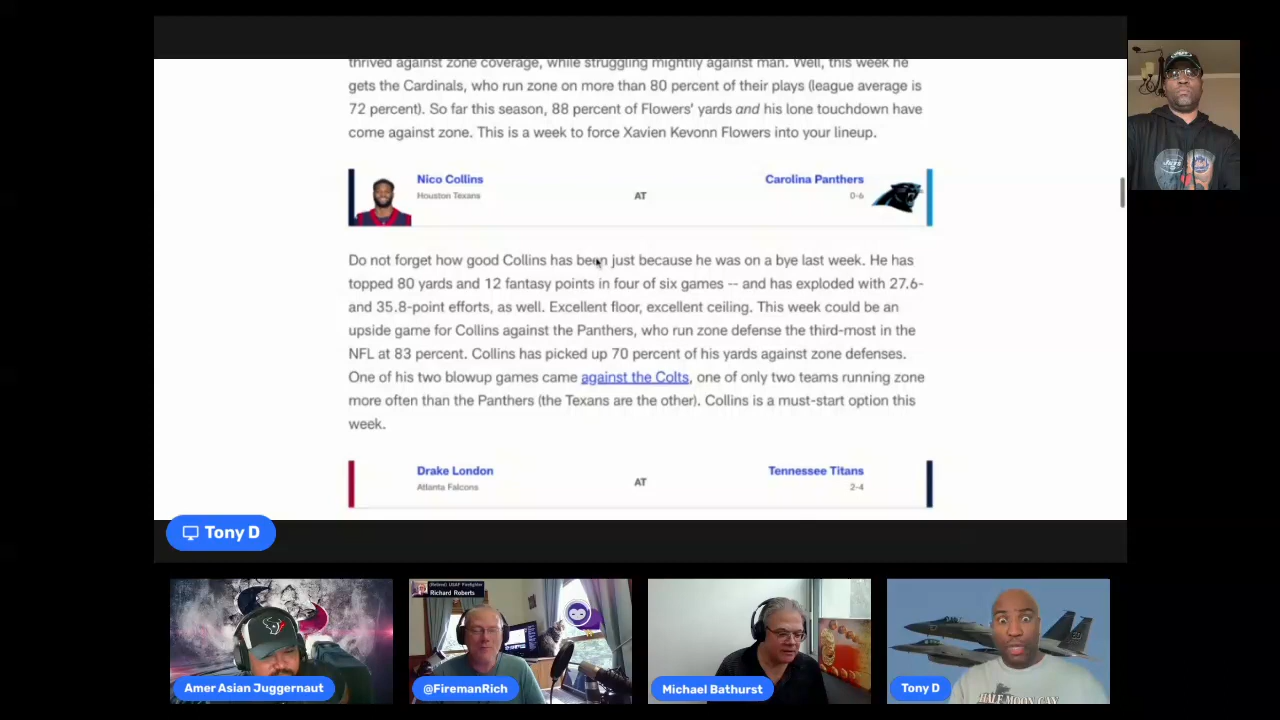 thrived against zone coverage, while struggling mightily against man. Well, this week he
gets the Cardinals, who run zone on more than 80 percent of their plays (league average is
72 percent). So far this season, 88 percent of Flowers' yards and his lone touchdown have
come against zone. This is a week to force Xavien Kevonn Flowers into your lineup.
Nico Collins
Houston Texans
AT
Carolina Panthers
0-6
Do not forget how good Collins has been just because he was on a bye last week. He has
topped 80 yards and 12 fantasy points in four of six games -- and has exploded with 27.6-
and 35.8-point efforts, as well. Excellent floor, excellent ceiling. This week could be an
upside game for Collins against the Panthers, who run zone defense the third-most in the
NFL at 83 percent. Collins has picked up 70 percent of his yards against zone defenses.
One of his two blowup games came against the Colts, one of only two teams running zone
more often than the Panthers (the Texans are the other). Collins is a must-start option this
week.
Drake London
Atlanta Falcons
AT
Tennessee Titans
2-4
Tony D
(Retired) USAF Firefighter
Richard Roberts
Amer Asian Juggernaut
@FiremanRich
Michael Bathurst
Tony D
HALF MOON CAY